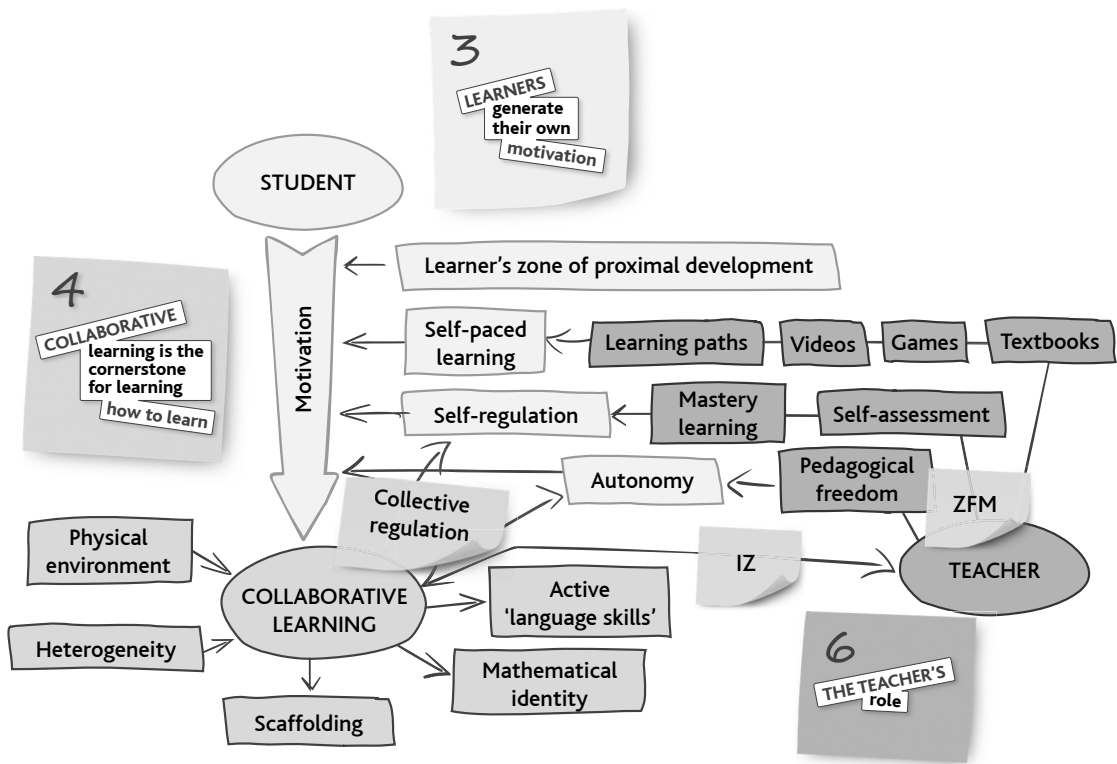 3
LEARNERS
generate
their own
motivation
STUDENT
Learner's zone of proximal development
4
COLLABORATIVE
learning is the
cornerstone
for learning
how to learn
Motivation
Self-paced
learning
Learning paths
Videos
Games
Textbooks
Self-regulation
Mastery
learning
Self-assessment
Autonomy
Pedagogical
freedom
ZFM
Collective
regulation
Physical
environment
IZ
TEACHER
COLLABORATIVE
LEARNING
Active
'language skills'
Heterogeneity
Mathematical
identity
Scaffolding
6
THE TEACHER'S
role